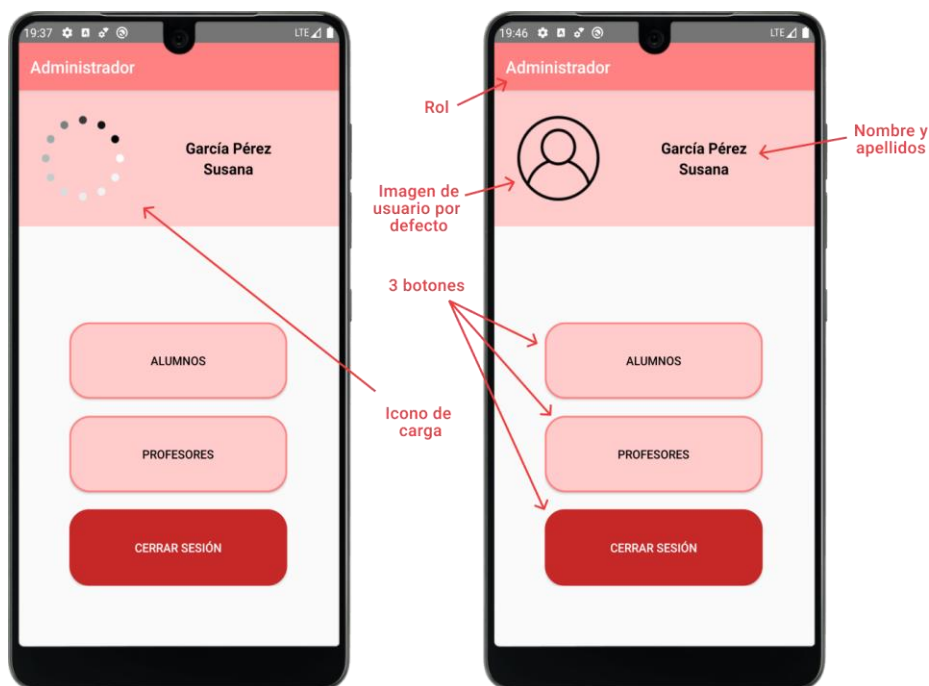 19:37
LTE
Administrador
García Pérez
Susana
ALUMNOS
PROFESORES
CERRAR SESIÓN
Icono de
carga
19:46
LTE
Administrador
Rol
García Pérez
Susana
Nombre y
apellidos
Imagen de
usuario por
defecto
3 botones
ALUMNOS
PROFESORES
CERRAR SESIÓN